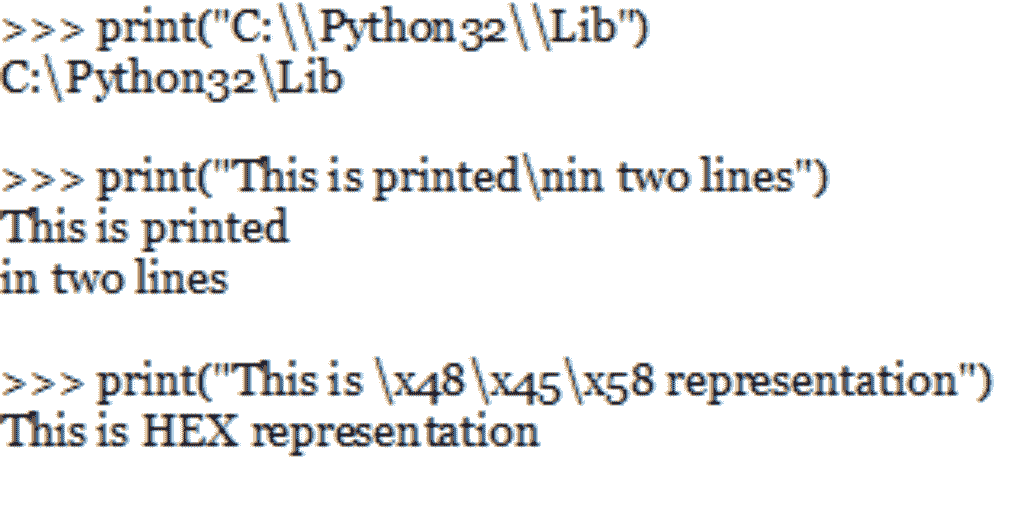 >>> print("C:\\Python32\\Lib")
C:\Python32\Lib
>>> print("This is printed\nin two lines")
This is printed
in two lines
>>> print("This is \x48\x45\x58 representation")
This is HEX representation